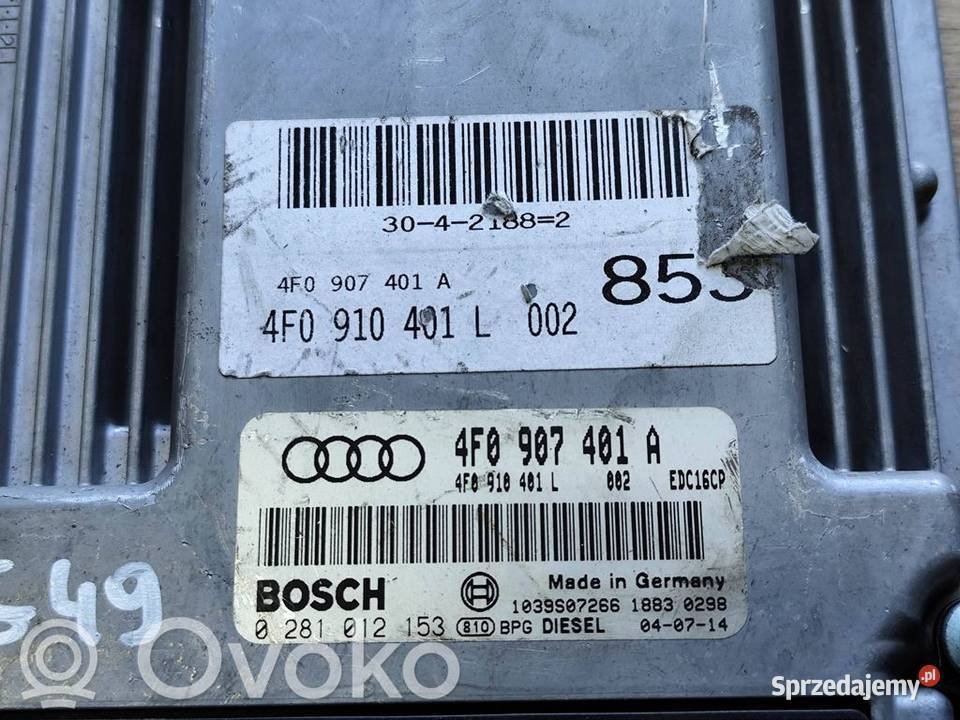 30-4-2188=2
4F0 907 401 A
4F0 910 401 L 002
4F0 907 401 A
4F0 910 401 L 002 EDC16CP
BOSCH
Made in Germany
1039S07266 1883 0298
0 281 012 153 810 BPG DIESEL 04-07-14
Ovoko
Sprzedajemy.pl